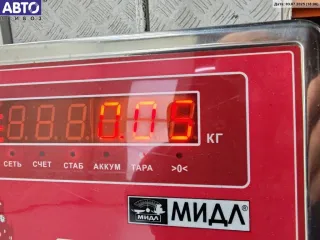 АВТО
0.06 КГ
СЕТЬ СЧЕТ СТАБ АККУМ ТАРА >0<
МИДЛ МИДЛ